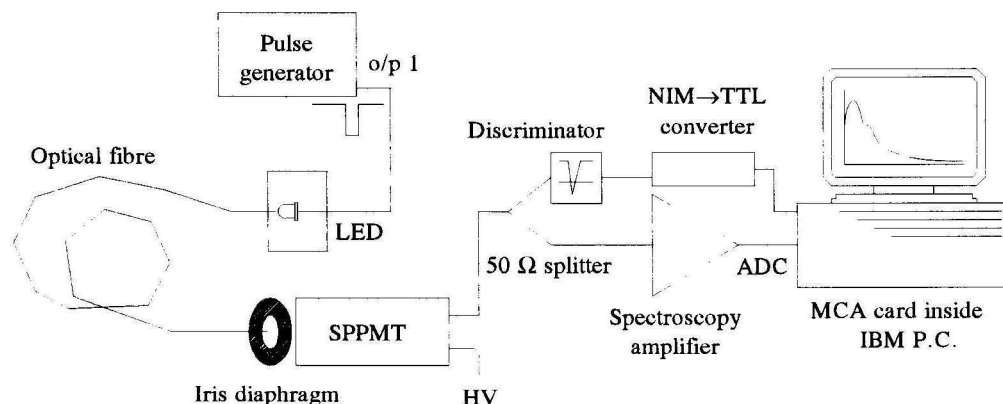 Pulse
generator
o/p 1
NIM→TTL
converter
Discriminator
Optical fibre
LED
50 Ω splitter
ADC
SPPMT
Spectroscopy
amplifier
MCA card inside
IBM P.C.
Iris diaphragm
HV